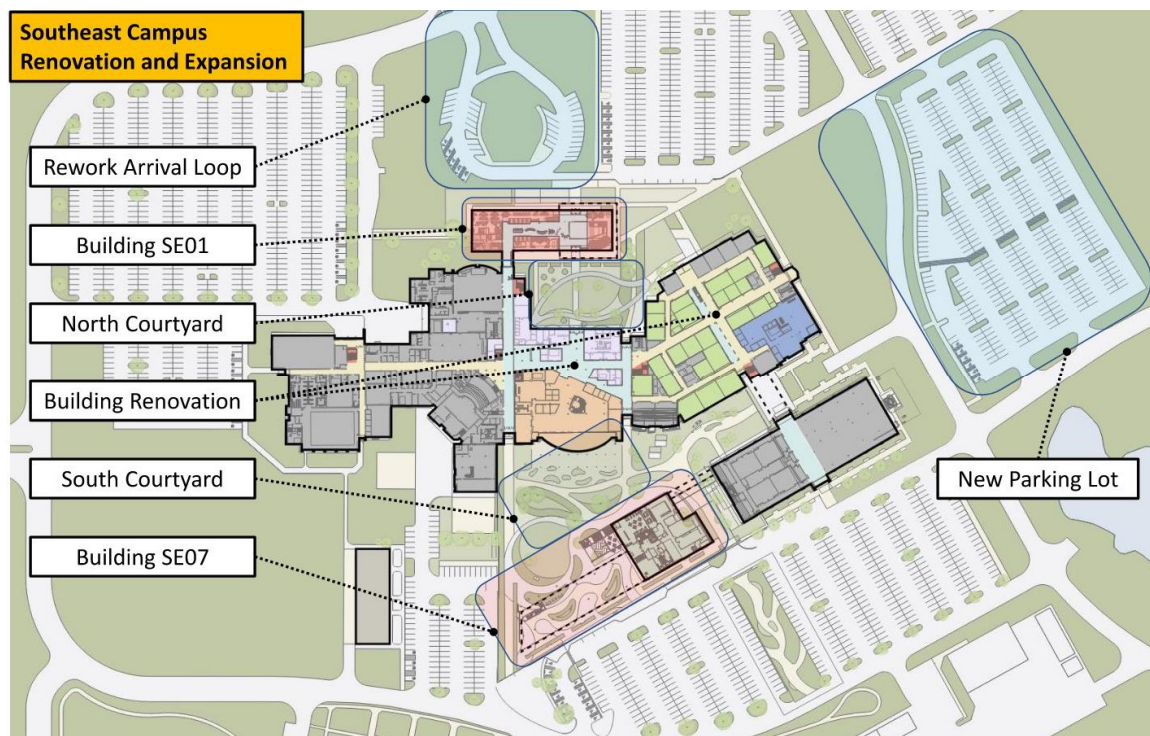 Southeast Campus
Renovation and Expansion
Rework Arrival Loop
Building SE01
North Courtyard
Building Renovation
South Courtyard
New Parking Lot
Building SE07